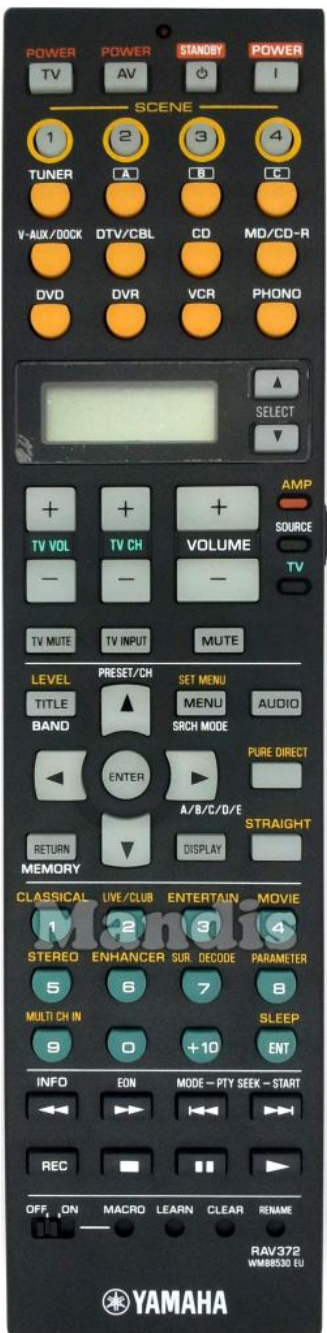 POWER POWER STANDBY POWER
TV AV I
SCENE
1 2 3 4
TUNER A B C
V-AUX/DOCK DTV/CBL CD MD/CD-R
DVD DVR VCR PHONO
SELECT
AMP
+ + +
SOURCE
TV VOL TV CH VOLUME
TV
− − −
TV MUTE TV INPUT MUTE
LEVEL PRESET/CH SET MENU
TITLE MENU AUDIO
BAND SRCH MODE
PURE DIRECT
ENTER
A/B/C/D/E
STRAIGHT
RETURN DISPLAY
MEMORY
CLASSICAL LIVE/CLUB ENTERTAIN MOVIE
1 2 3 4
Mandis
STEREO ENHANCER SUR. DECODE PARAMETER
5 6 7 8
MULTI CH IN SLEEP
9 0 +10 ENT
INFO EON MODE – PTY SEEK – START
REC
OFF ON MACRO LEARN CLEAR RENAME
RAV372
WM88530 EU
YAMAHA